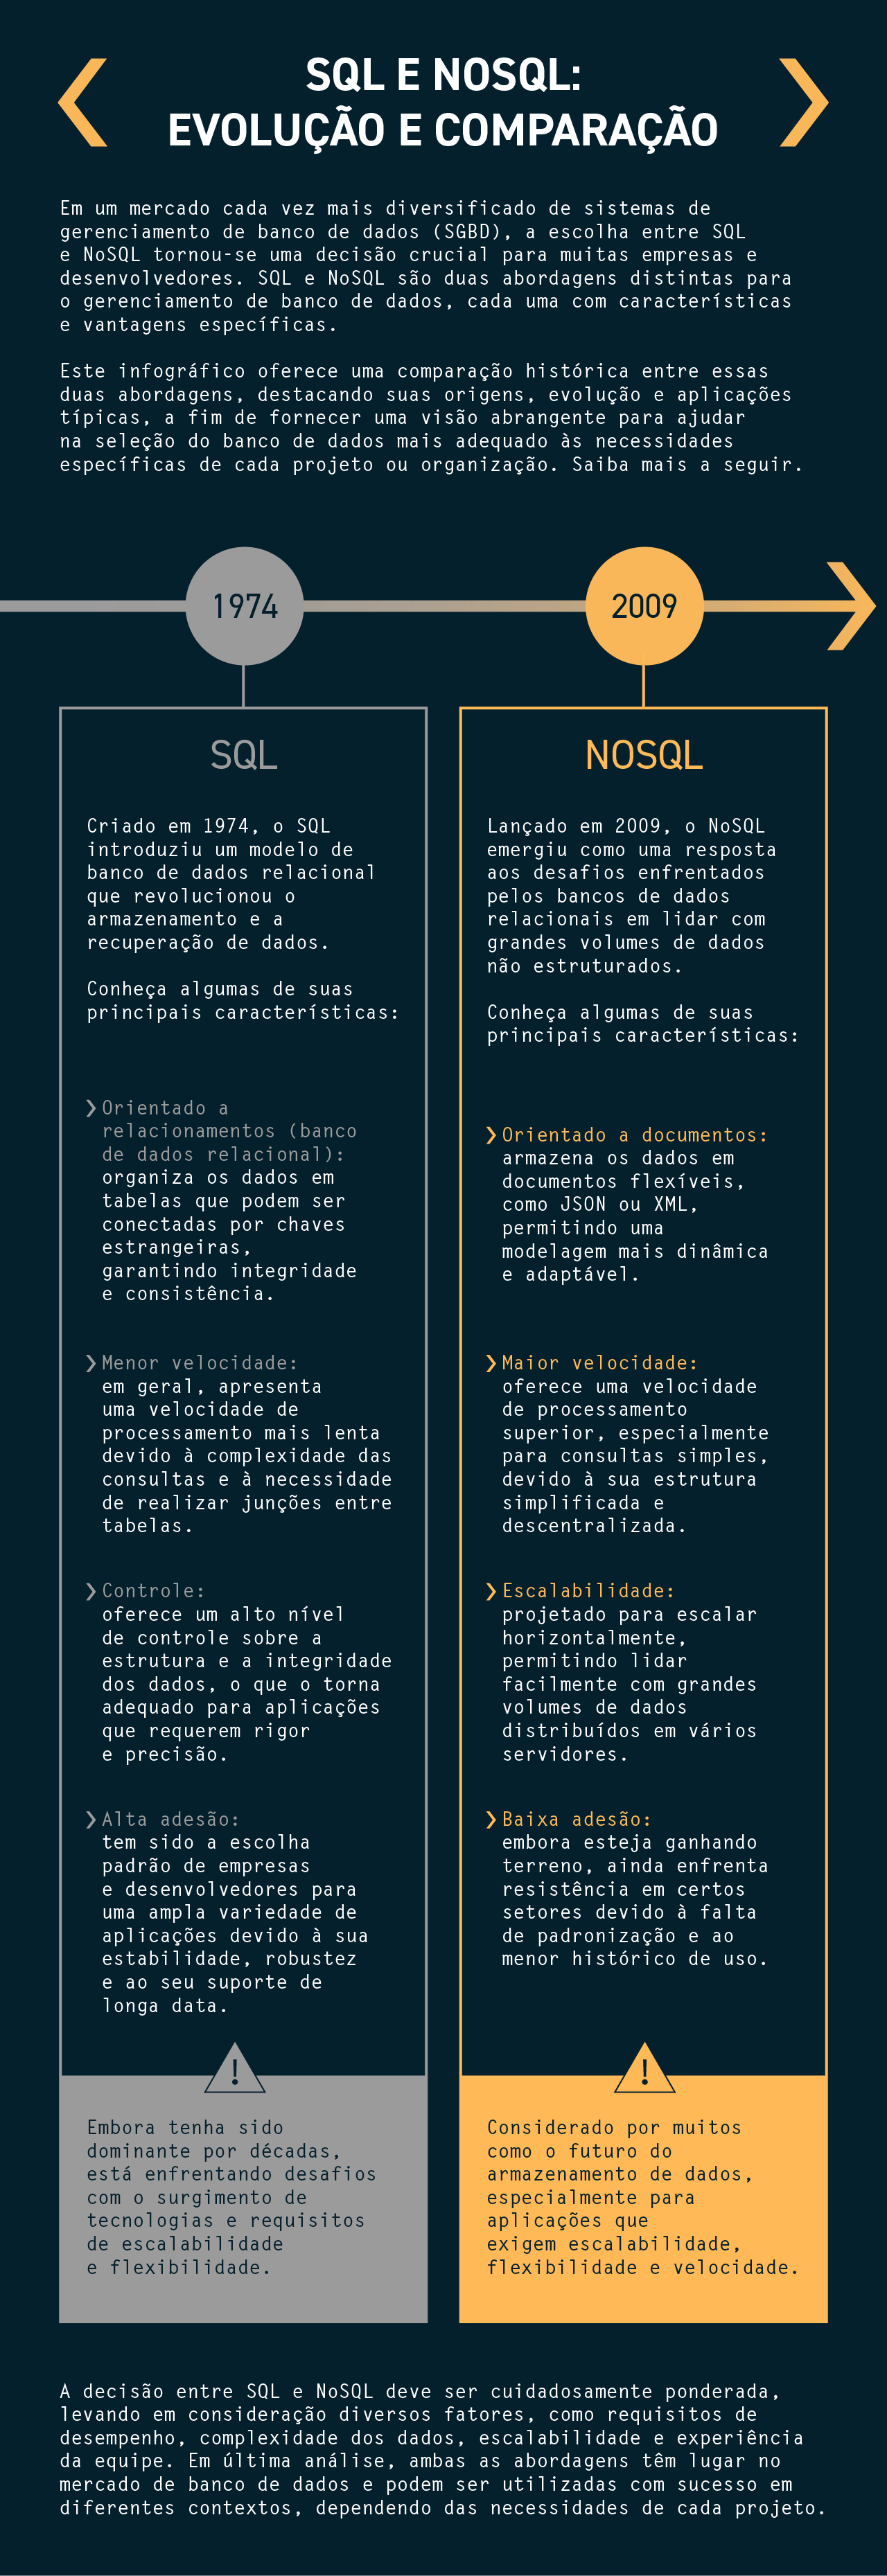 SQL E NOSQL:
EVOLUÇÃO E COMPARAÇÃO
Em um mercado cada vez mais diversificado de sistemas de
gerenciamento de banco de dados (SGBD), a escolha entre SQL
e NoSQL tornou-se uma decisão crucial para muitas empresas e
desenvolvedores. SQL e NoSQL são duas abordagens distintas para
o gerenciamento de banco de dados, cada uma com características
e vantagens específicas.
Este infográfico oferece uma comparação histórica entre essas
duas abordagens, destacando suas origens, evolução e aplicações
típicas, a fim de fornecer uma visão abrangente para ajudar
na seleção do banco de dados mais adequado às necessidades
específicas de cada projeto ou organização. Saiba mais a seguir.
1974
SQL
Criado em 1974, o SQL
introduziu um modelo de
banco de dados relacional
que revolucionou o
armazenamento e a
recuperação de dados.
Conheça algumas de suas
principais características:
Orientado a
relacionamentos (banco
de dados relacional):
organiza os dados em
tabelas que podem ser
conectadas por chaves
estrangeiras,
garantindo integridade
e consistência.
Menor velocidade:
em geral, apresenta
uma velocidade de
processamento mais lenta
devido à complexidade das
consultas e à necessidade
de realizar junções entre
tabelas.
Controle:
oferece um alto nível
de controle sobre a
estrutura e a integridade
dos dados, o que o torna
adequado para aplicações
que requerem rigor
e precisão.
Alta adesão:
tem sido a escolha
padrão de empresas
e desenvolvedores para
uma ampla variedade de
aplicações devido à sua
estabilidade, robustez
e ao seu suporte de
longa data.
!
Embora tenha sido
dominante por décadas,
está enfrentando desafios
com o surgimento de
tecnologias e requisitos
de escalabilidade
e flexibilidade.
2009
NOSQL
Lançado em 2009, o NoSQL
emergiu como uma resposta
aos desafios enfrentados
pelos bancos de dados
relacionais em lidar com
grandes volumes de dados
não estruturados.
Conheça algumas de suas
principais características:
Orientado a documentos:
armazena os dados em
documentos flexíveis,
como JSON ou XML,
permitindo uma
modelagem mais dinâmica
e adaptável.
Maior velocidade:
oferece uma velocidade
de processamento
superior, especialmente
para consultas simples,
devido à sua estrutura
simplificada e
descentralizada.
Escalabilidade:
projetado para escalar
horizontalmente,
permitindo lidar
facilmente com grandes
volumes de dados
distribuídos em vários
servidores.
Baixa adesão:
embora esteja ganhando
terreno, ainda enfrenta
resistência em certos
setores devido à falta
de padronização e ao
menor histórico de uso.
!
Considerado por muitos
como o futuro do
armazenamento de dados,
especialmente para
aplicações que
exigem escalabilidade,
flexibilidade e velocidade.
A decisão entre SQL e NoSQL deve ser cuidadosamente ponderada,
levando em consideração diversos fatores, como requisitos de
desempenho, complexidade dos dados, escalabilidade e experiência
da equipe. Em última análise, ambas as abordagens têm lugar no
mercado de banco de dados e podem ser utilizadas com sucesso em
diferentes contextos, dependendo das necessidades de cada projeto.